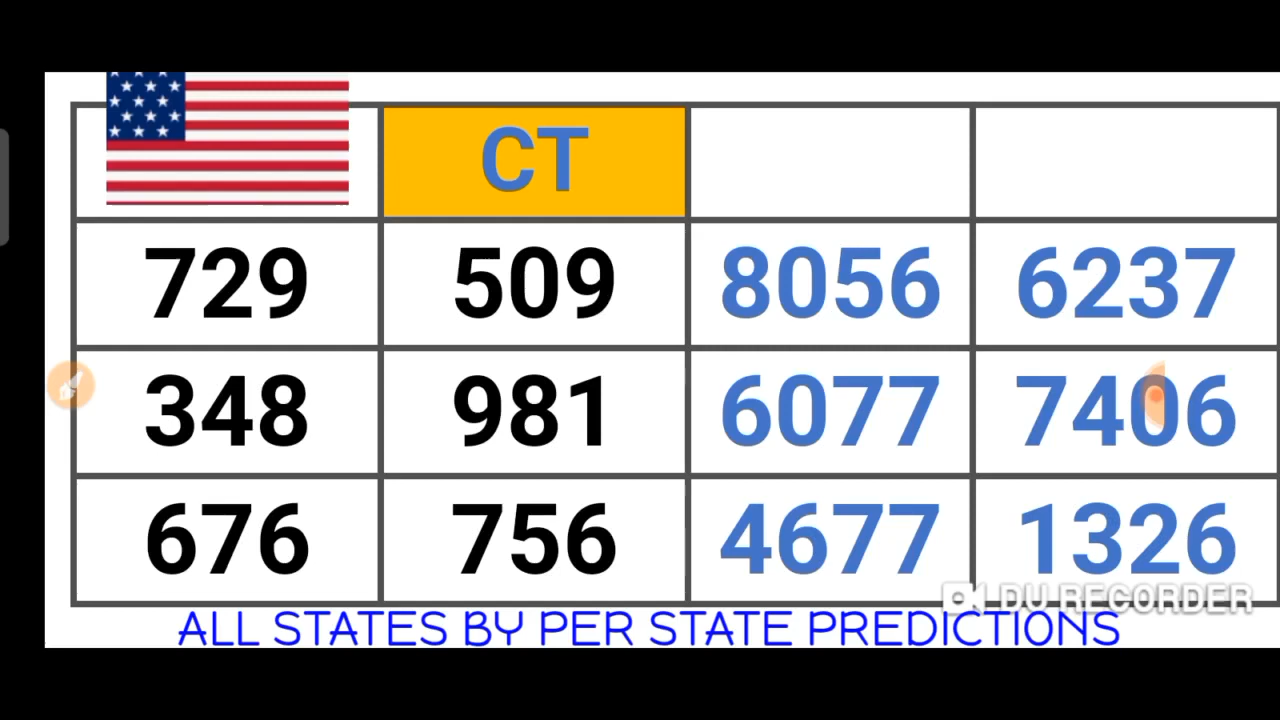 CT
729 509 8056 6237
348 981 6077 7406
676 756 4677 1326
DU RECORDER
ALL STATES BY PER STATE PREDICTIONS